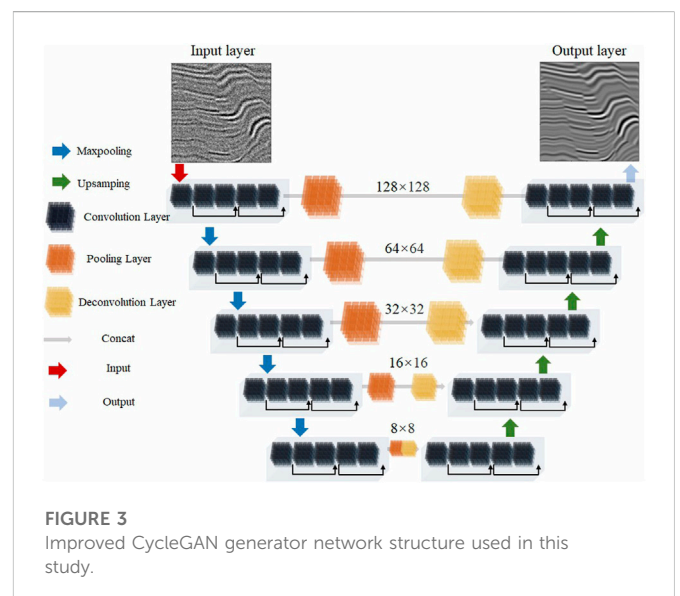 Input layer
Output layer
Maxpooling
Upsamping
Convolution Layer
Pooling Layer
Deconvolution Layer
Concat
Input
Output
128×128
64×64
32×32
16×16
8×8
FIGURE 3
Improved CycleGAN generator network structure used in this
study.